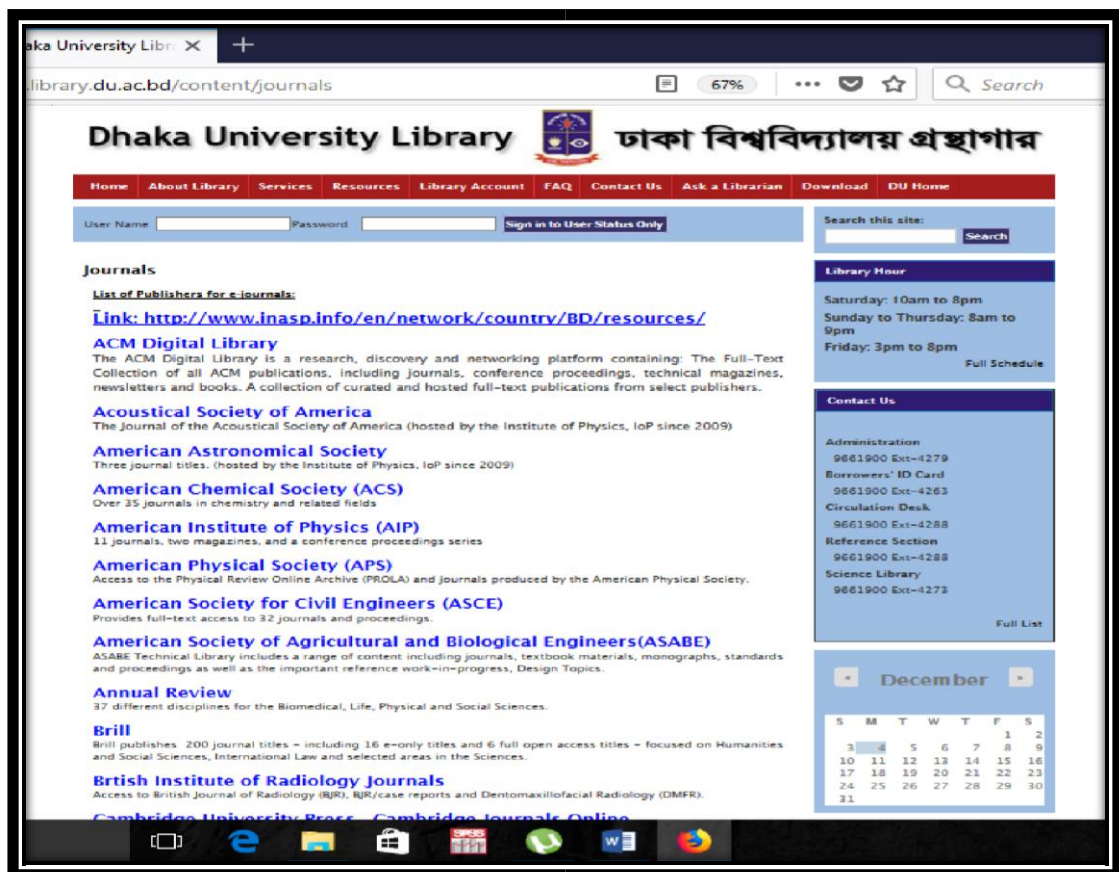 aka University Libr
.library.du.ac.bd/content/journals
67%
Search
Dhaka University Library
ঢাকা বিশ্ববিদ্যালয় গ্রন্থাগার
Home About Library Services Resources Library Account FAQ Contact Us Ask a Librarian Download DU Home
User Name Password Sign in to User Status Only
Journals
List of Publishers for e-journals:
Link: http://www.inasp.info/en/network/country/BD/resources/
ACM Digital Library
The ACM Digital Library is a research, discovery and networking platform containing: The Full-Text
Collection of all ACM publications, including journals, conference proceedings, technical magazines,
newsletters and books. A collection of curated and hosted full-text publications from select publishers.
Acoustical Society of America
The Journal of the Acoustical Society of America (hosted by the Institute of Physics, IoP since 2009)
American Astronomical Society
Three journal titles. (hosted by the Institute of Physics, IoP since 2009)
American Chemical Society (ACS)
Over 35 journals in chemistry and related fields
American Institute of Physics (AIP)
11 journals, two magazines, and a conference proceedings series
American Physical Society (APS)
Access to the Physical Review Online Archive (PROLA) and journals produced by the American Physical Society.
American Society for Civil Engineers (ASCE)
Provides full-text access to 32 journals and proceedings.
American Society of Agricultural and Biological Engineers(ASABE)
ASABE Technical Library includes a range of content including journals, textbook materials, monographs, standards
and proceedings as well as the important reference work-in-progress, Design Topics.
Annual Review
37 different disciplines for the Biomedical, Life, Physical and Social Sciences.
Brill
Brill publishes 200 journal titles - including 16 e-only titles and 6 full open access titles - focused on Humanities
and Social Sciences, International Law and selected areas in the Sciences.
Brtish Institute of Radiology Journals
Access to British Journal of Radiology (BJR), BJR/case reports and Dentomaxillofacial Radiology (DMFR).
Cambridge University Press - Cambridge Journals Online
Search this site:
Search
Library Hour
Saturday: 10am to 8pm
Sunday to Thursday: 8am to
9pm
Friday: 3pm to 8pm
Full Schedule
Contact Us
Administration
9661900 Ext-4279
Borrowers' ID Card
9661900 Ext-4263
Circulation Desk
9661900 Ext-4288
Reference Section
9661900 Ext-4288
Science Library
9661900 Ext-4273
Full List
« December »
S M T W T F S
1 2
3 4 5 6 7 8 9
10 11 12 13 14 15 16
17 18 19 20 21 22 23
24 25 26 27 28 29 30
31